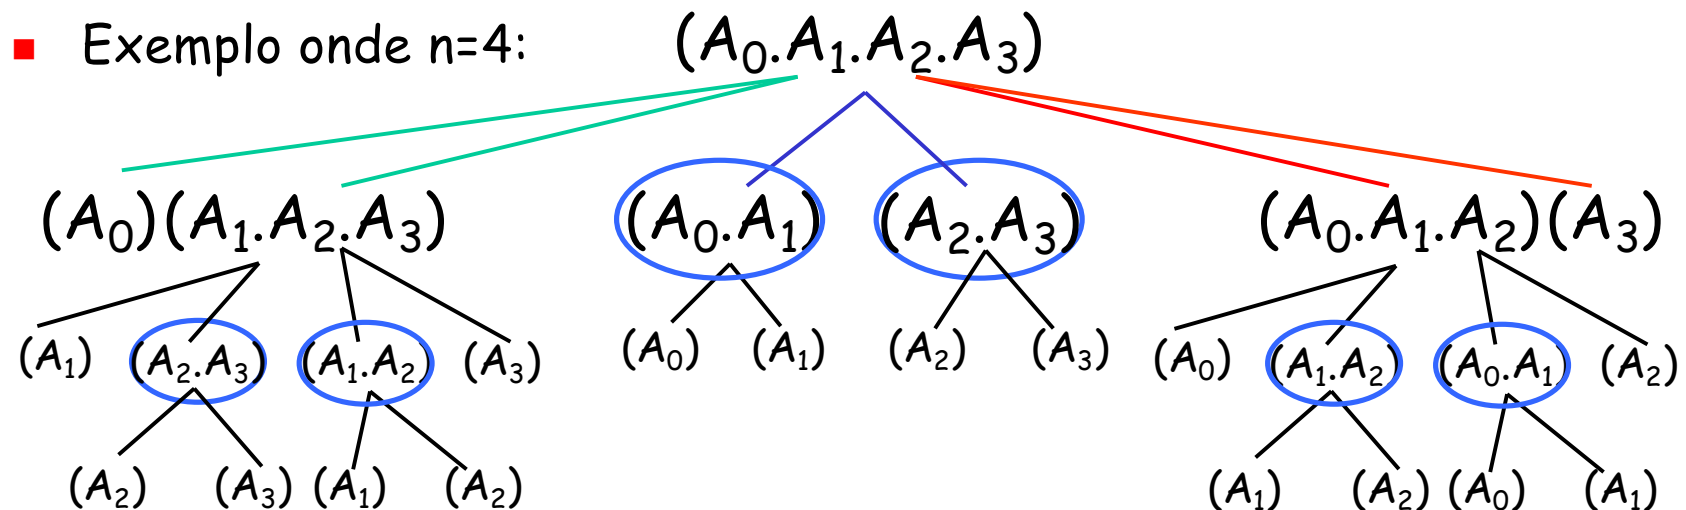 Exemplo onde n=4: (A₀.A₁.A₂.A₃)
(A₀)(A₁.A₂.A₃) (A₀.A₁) (A₂.A₃) (A₀.A₁.A₂)(A₃)
(A₁) (A₂.A₃) (A₁.A₂) (A₃) (A₀) (A₁) (A₂) (A₃) (A₀) (A₁.A₂) (A₀.A₁) (A₂)
(A₂) (A₃) (A₁) (A₂) (A₁) (A₂) (A₀) (A₁)